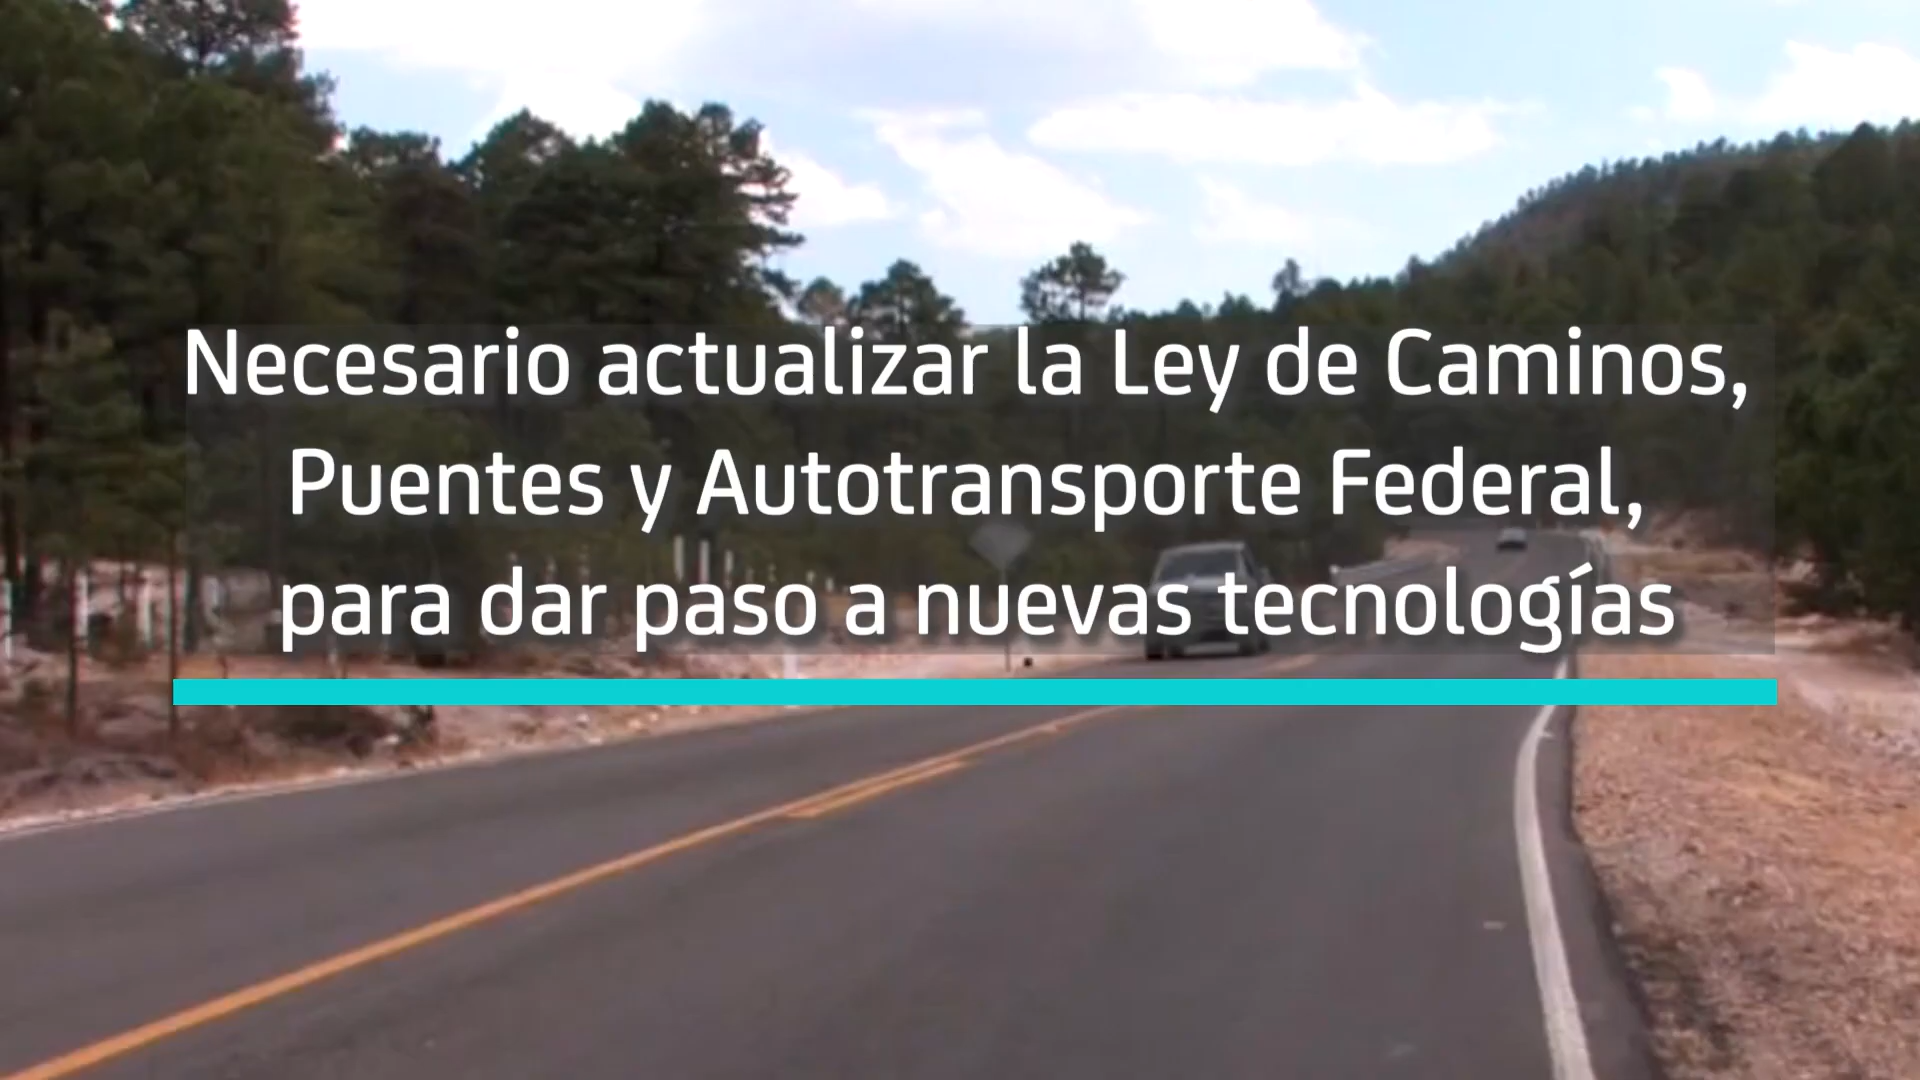 Necesario actualizar la Ley de Caminos,
Puentes y Autotransporte Federal,
para dar paso a nuevas tecnologías